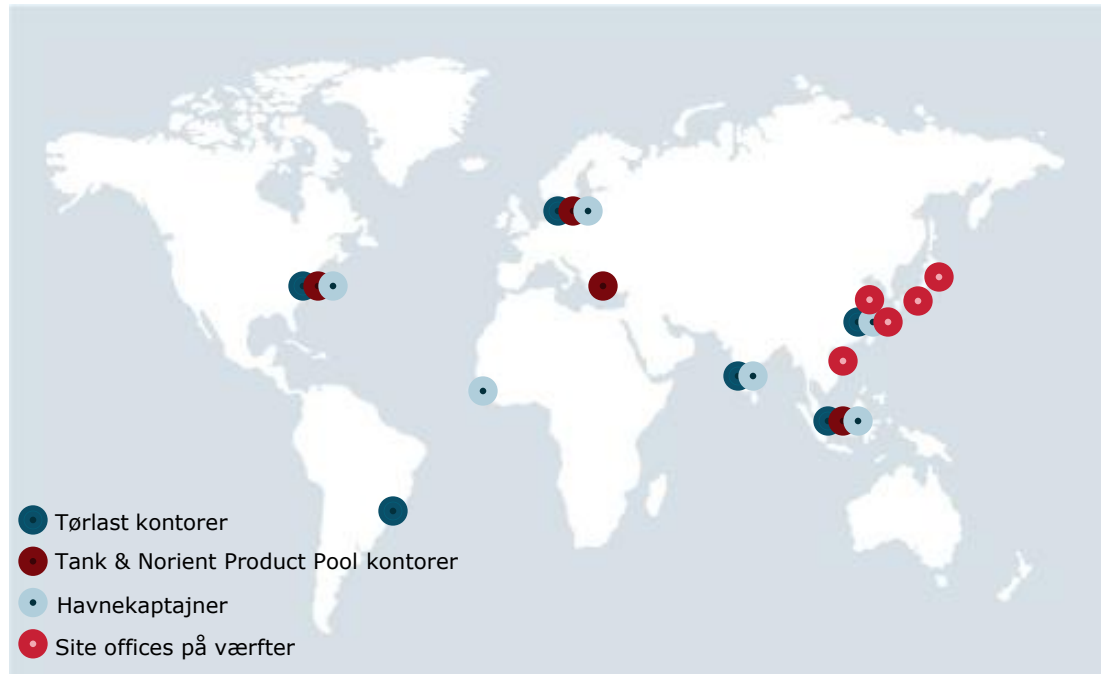 Tørlast kontorer
Tank & Norient Product Pool kontorer
Havnekaptajner
Site offices på værfter